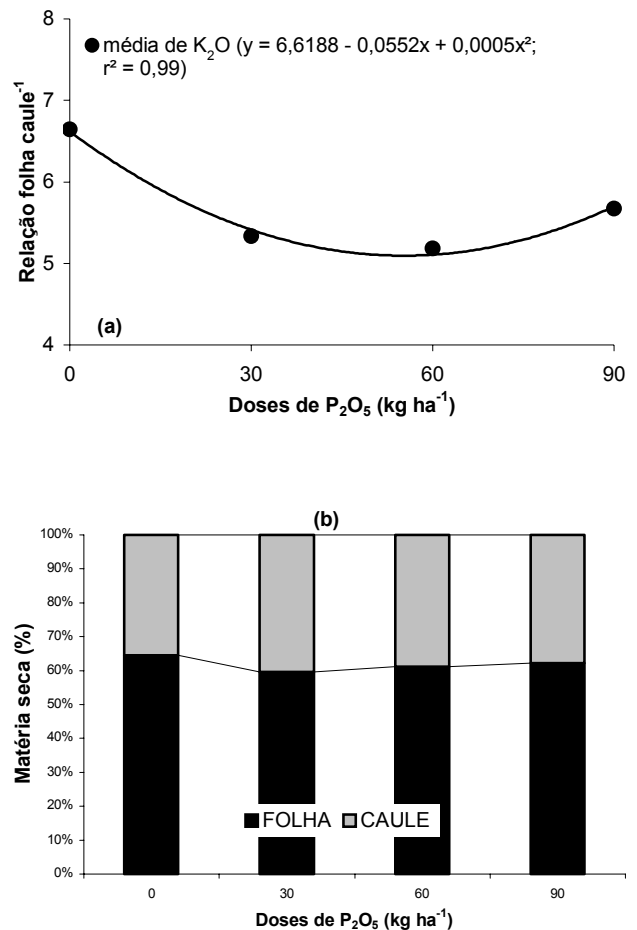 8
● média de K₂O (y = 6,6188 - 0,0552x + 0,0005x²;
r² = 0,99)
7
6
5
4
Relação folha caule⁻¹
(a)
0 30 60 90
Doses de P₂O₅ (kg ha⁻¹)
(b)
100%
90%
80%
70%
60%
50%
40%
30%
20%
10%
0%
Matéria seca (%)
FOLHA CAULE
0 30 60 90
Doses de P₂O₅ (kg ha⁻¹)